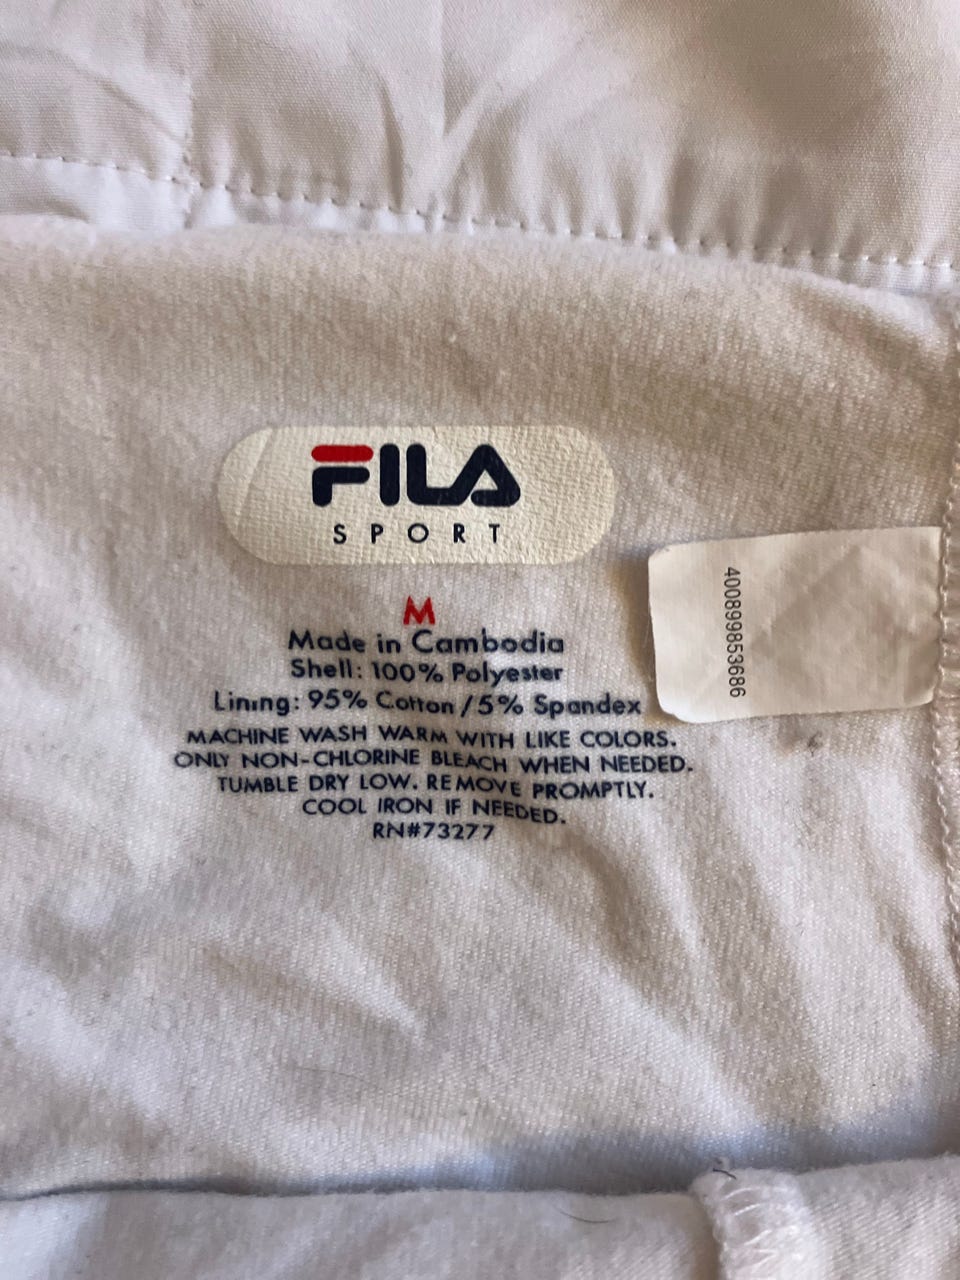 FILA
SPORT
M
Made in Cambodia
Shell: 100% Polyester
Lining: 95% Cotton / 5% Spandex
MACHINE WASH WARM WITH LIKE COLORS.
ONLY NON-CHLORINE BLEACH WHEN NEEDED.
TUMBLE DRY LOW. REMOVE PROMPTLY.
COOL IRON IF NEEDED.
RN#73277
400899853686